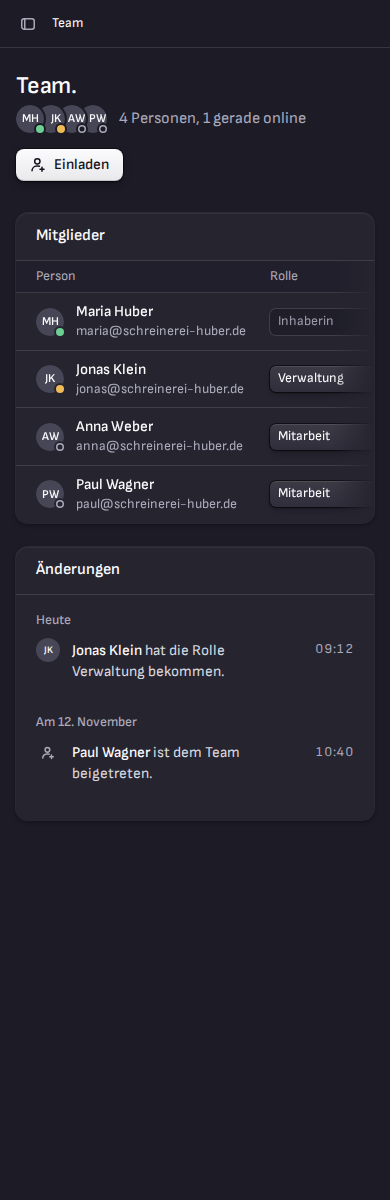 Team
Team.
MH JK AW PW 4 Personen, 1 gerade online
Einladen
Mitglieder
Person Rolle
MH Maria Huber Inhaberin
maria@schreinerei-huber.de
JK Jonas Klein Verwaltung
jonas@schreinerei-huber.de
AW Anna Weber Mitarbeit
anna@schreinerei-huber.de
PW Paul Wagner Mitarbeit
paul@schreinerei-huber.de
Änderungen
Heute
JK Jonas Klein hat die Rolle 09:12
Verwaltung bekommen.
Am 12. November
Paul Wagner ist dem Team 10:40
beigetreten.